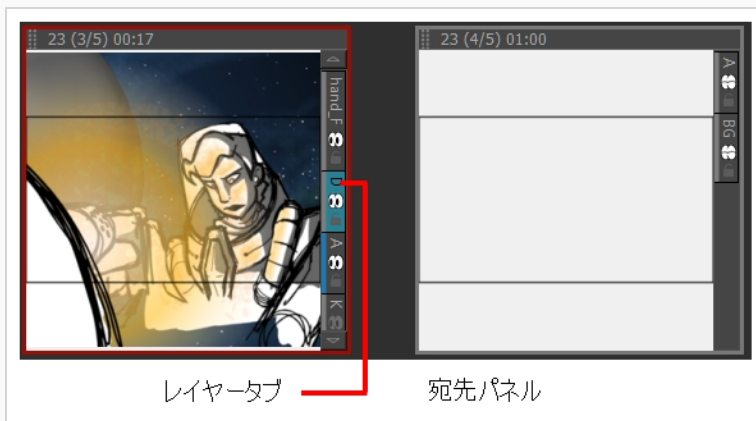 23 (3/5) 00:17
hand_F
D
A
K
23 (4/5) 01:00
A
BG
レイヤータブ
宛先パネル